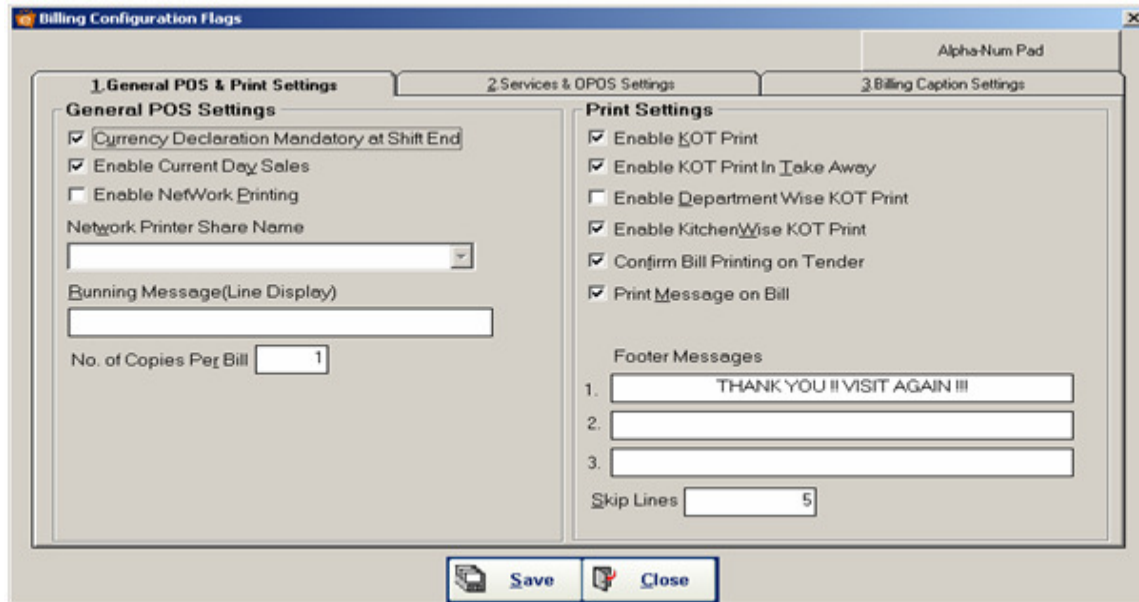 Billing Configuration Flags
Alpha-Num Pad
1.General POS & Print Settings
2.Services & OPOS Settings
3.Billing Caption Settings
General POS Settings
Currency Declaration Mandatory at Shift End
Enable Current Day Sales
Enable NetWork Printing
Network Printer Share Name
Running Message(Line Display)
No. of Copies Per Bill 1
Print Settings
Enable KOT Print
Enable KOT Print In Take Away
Enable Department Wise KOT Print
Enable KitchenWise KOT Print
Confirm Bill Printing on Tender
Print Message on Bill
Footer Messages
1. THANK YOU !! VISIT AGAIN !!!
2.
3.
Skip Lines 5
Save
Close